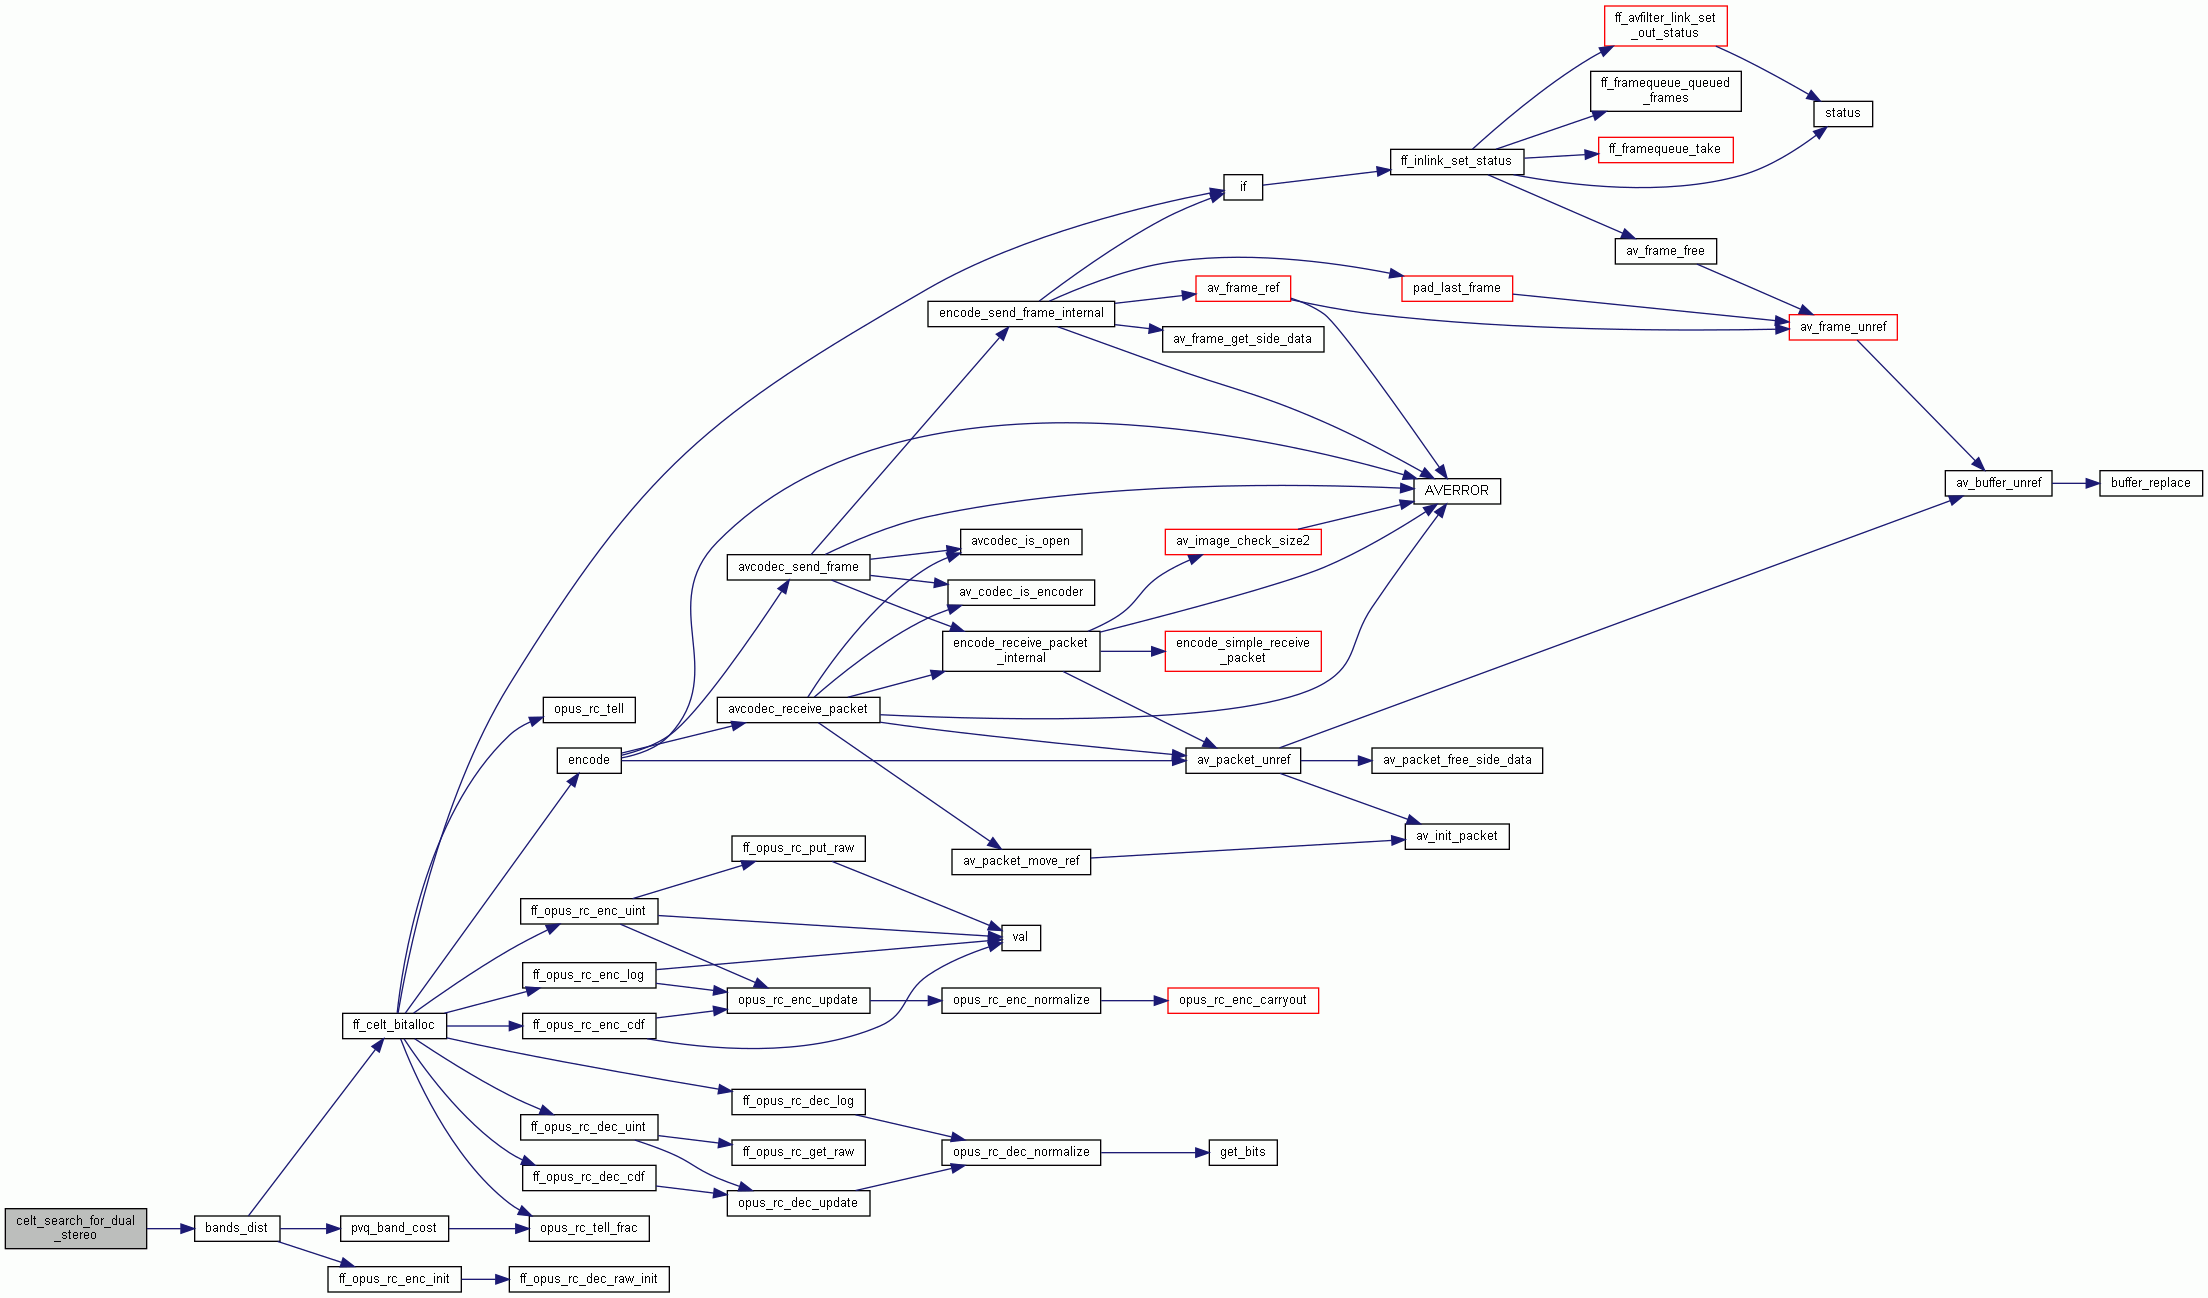 ff_avfilter_link_set
_out_status
ff_framequeue_queued
_frames
status
ff_framequeue_take
ff_inlink_set_status
if
av_frame_free
av_frame_ref
pad_last_frame
encode_send_frame_internal
av_frame_unref
av_frame_get_side_data
av_buffer_unref
buffer_replace
AVERROR
avcodec_is_open
av_image_check_size2
avcodec_send_frame
av_codec_is_encoder
encode_receive_packet
_internal
encode_simple_receive
_packet
opus_rc_tell
avcodec_receive_packet
encode
av_packet_unref
av_packet_free_side_data
av_init_packet
ff_opus_rc_put_raw
av_packet_move_ref
ff_opus_rc_enc_uint
val
ff_opus_rc_enc_log
opus_rc_enc_update
opus_rc_enc_normalize
opus_rc_enc_carryout
ff_celt_bitalloc
ff_opus_rc_enc_cdf
ff_opus_rc_dec_log
ff_opus_rc_dec_uint
ff_opus_rc_get_raw
opus_rc_dec_normalize
get_bits
ff_opus_rc_dec_cdf
opus_rc_dec_update
celt_search_for_dual
_stereo
bands_dist
pvq_band_cost
opus_rc_tell_frac
ff_opus_rc_enc_init
ff_opus_rc_dec_raw_init